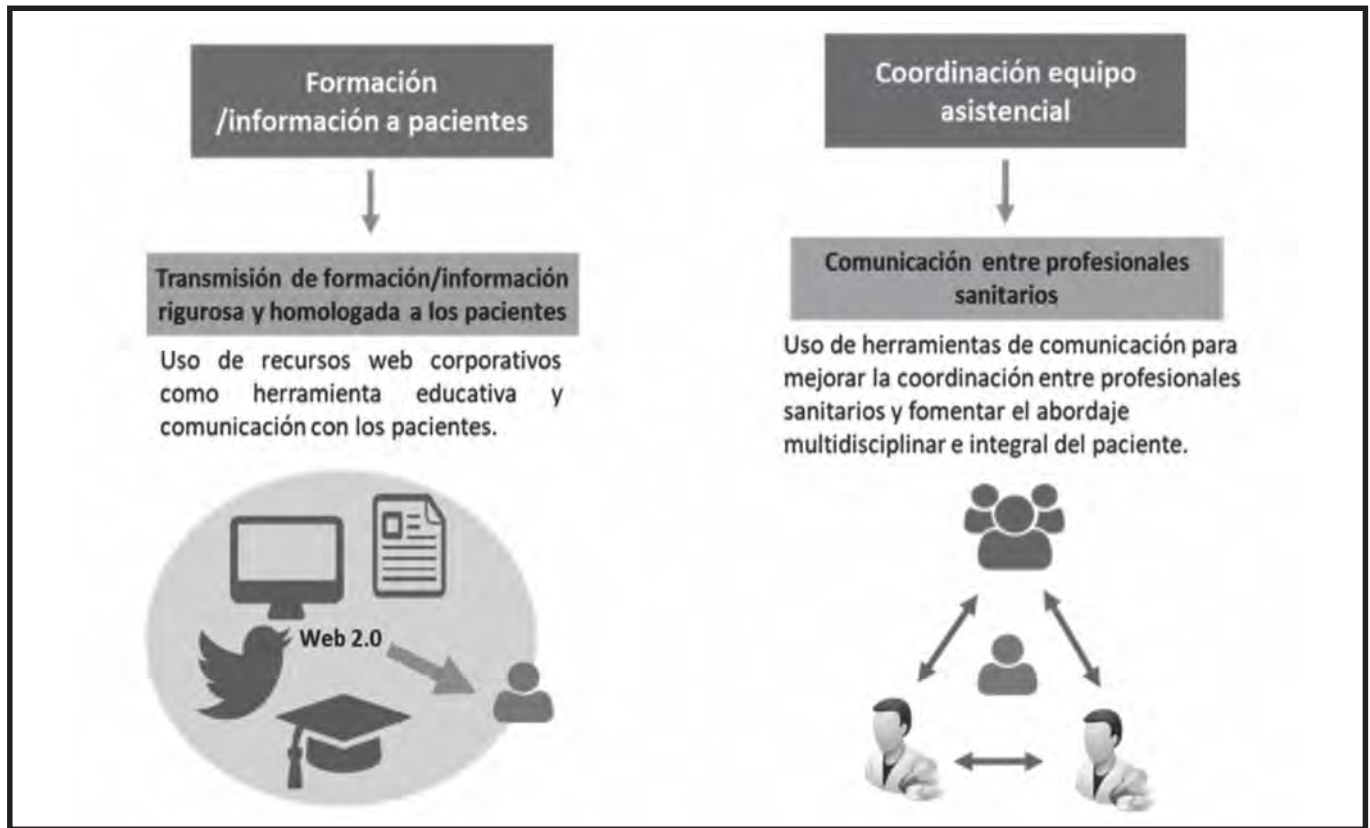 Formación
/información a pacientes
Transmisión de formación/información
rigurosa y homologada a los pacientes
Uso de recursos web corporativos
como herramienta educativa y
comunicación con los pacientes.
Web 2.0
Coordinación equipo
asistencial
Comunicación entre profesionales
sanitarios
Uso de herramientas de comunicación para
mejorar la coordinación entre profesionales
sanitarios y fomentar el abordaje
multidisciplinar e integral del paciente.